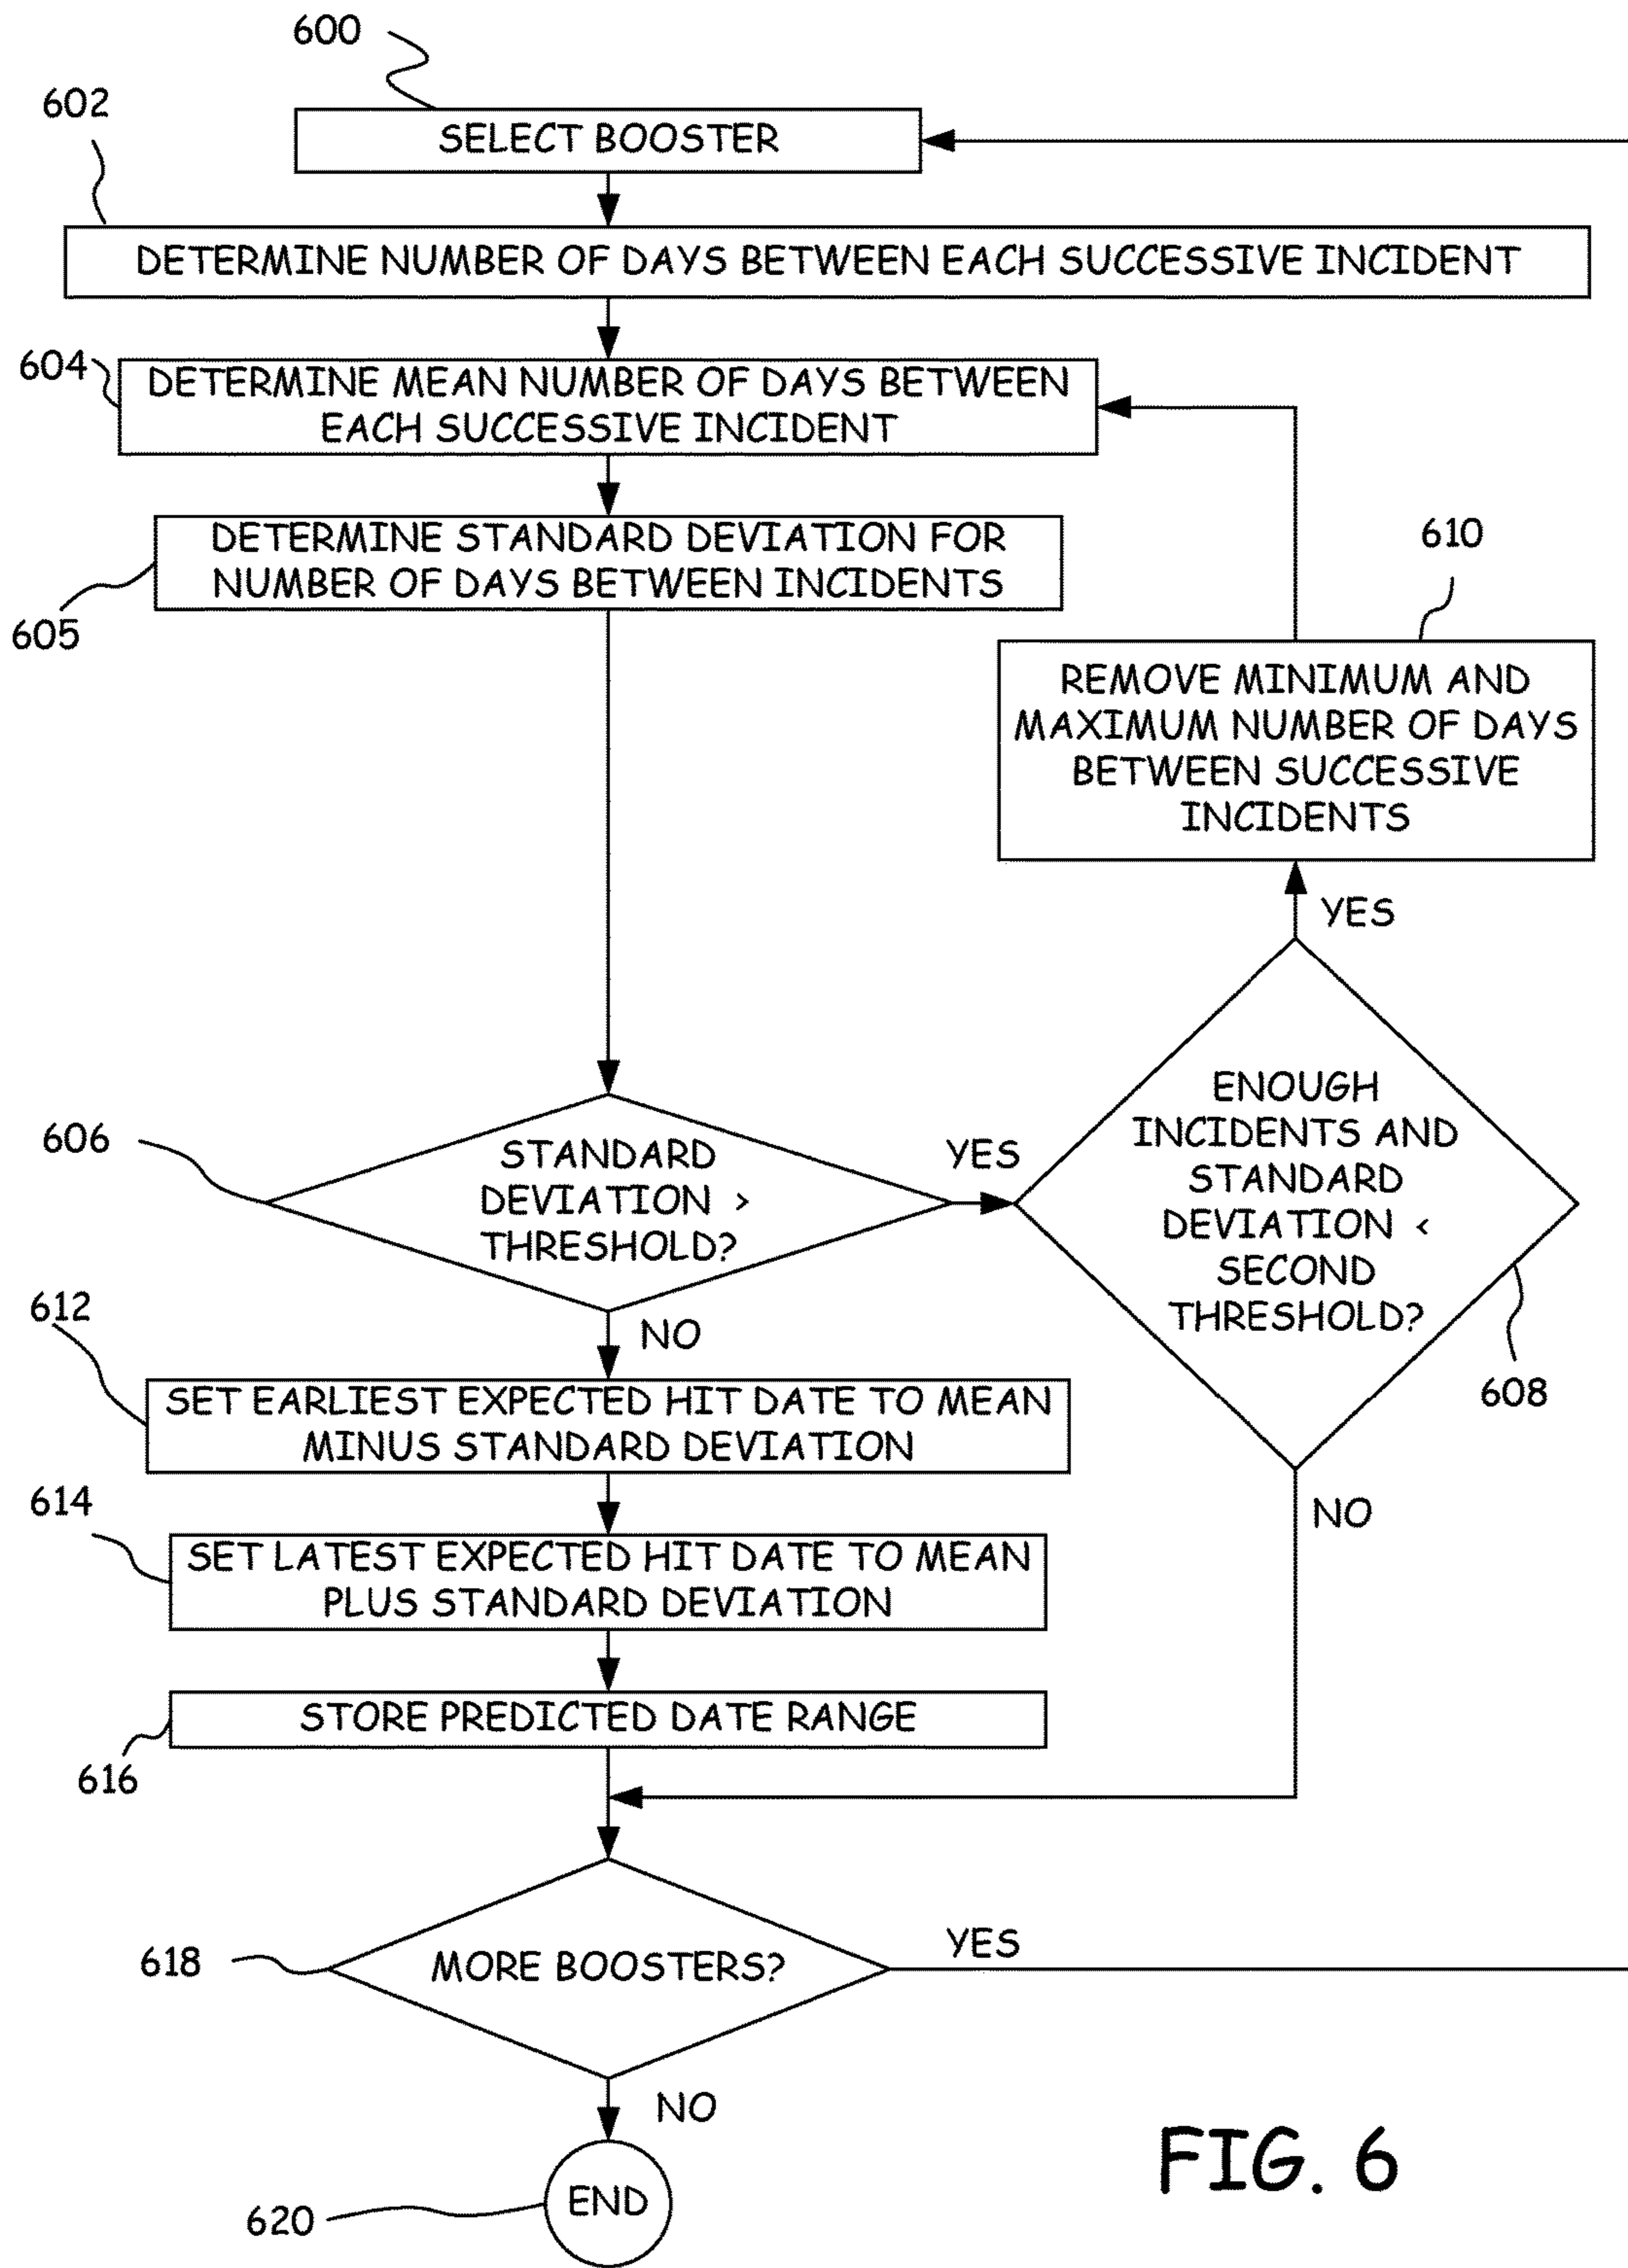 600
602
SELECT BOOSTER
DETERMINE NUMBER OF DAYS BETWEEN EACH SUCCESSIVE INCIDENT
604
DETERMINE MEAN NUMBER OF DAYS BETWEEN
EACH SUCCESSIVE INCIDENT
605
DETERMINE STANDARD DEVIATION FOR
NUMBER OF DAYS BETWEEN INCIDENTS
610
REMOVE MINIMUM AND
MAXIMUM NUMBER OF DAYS
BETWEEN SUCCESSIVE
INCIDENTS
YES
606
STANDARD
DEVIATION >
THRESHOLD?
YES
ENOUGH
INCIDENTS AND
STANDARD
DEVIATION <
SECOND
THRESHOLD?
608
NO
612
SET EARLIEST EXPECTED HIT DATE TO MEAN
MINUS STANDARD DEVIATION
NO
614
SET LATEST EXPECTED HIT DATE TO MEAN
PLUS STANDARD DEVIATION
STORE PREDICTED DATE RANGE
616
618
MORE BOOSTERS?
YES
NO
END
620
FIG. 6